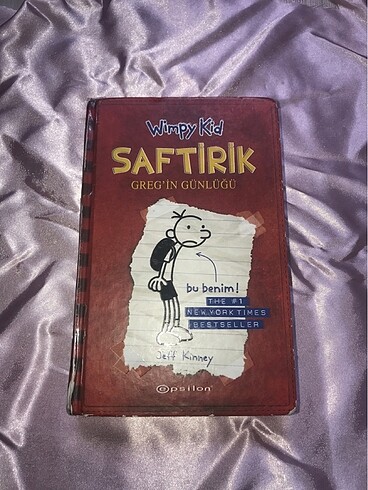 Wimpy Kid
SAFTİRİK
GREG'İN GÜNLÜĞÜ
bu benim!
THE #1
NEW YORK TIMES
BESTSELLER
Jeff Kinney
epsilon